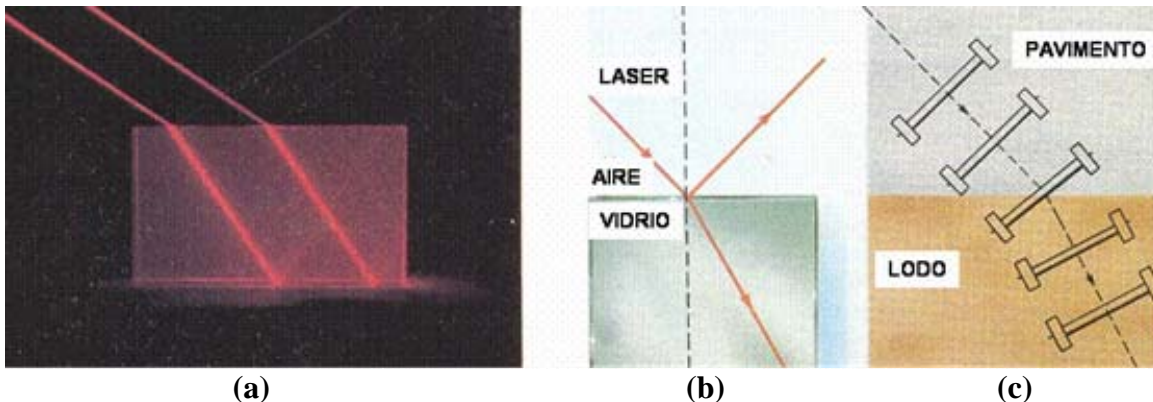 LASER
AIRE
VIDRIO
PAVIMENTO
LODO
(a)
(b)
(c)